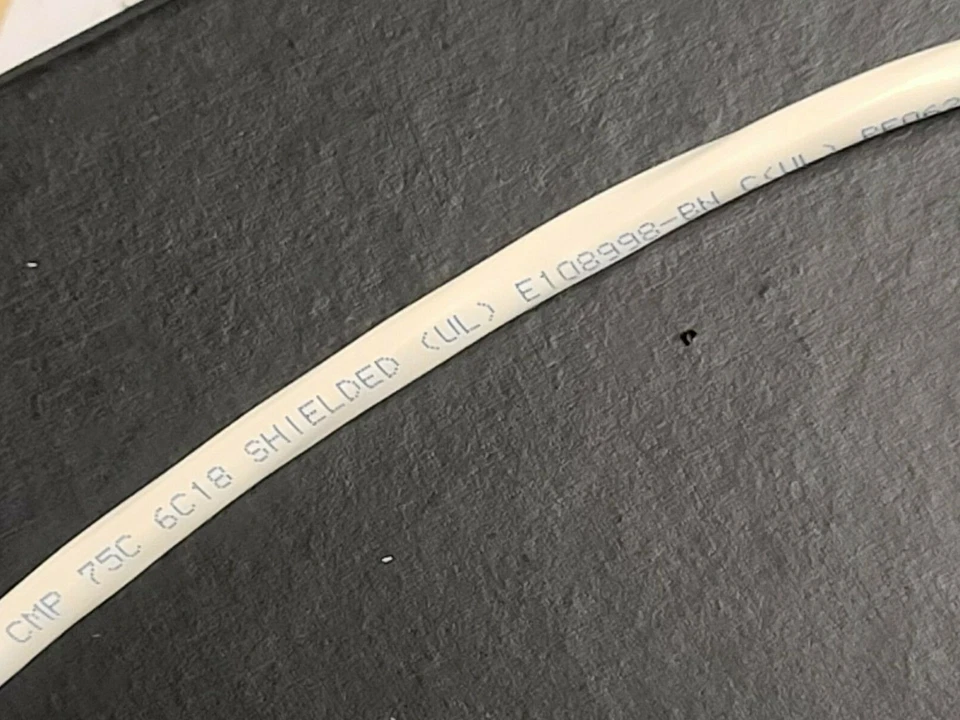 CMP 75C 6C18 SHIELDED (UL) E108998-BN C(UL)